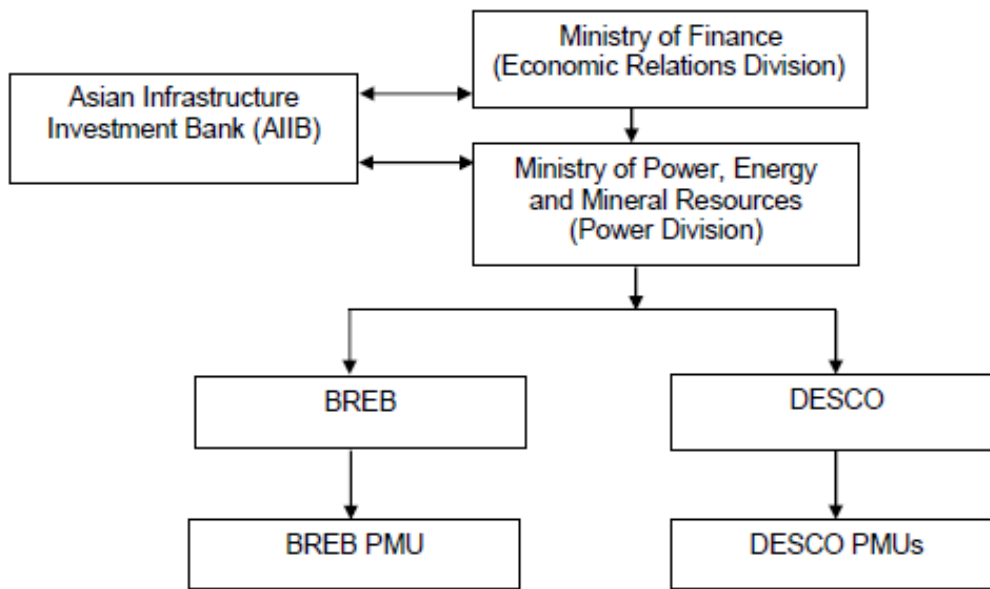 Ministry of Finance
(Economic Relations Division)
Asian Infrastructure
Investment Bank (AIIB)
Ministry of Power, Energy
and Mineral Resources
(Power Division)
BREB
DESCO
BREB PMU
DESCO PMUs